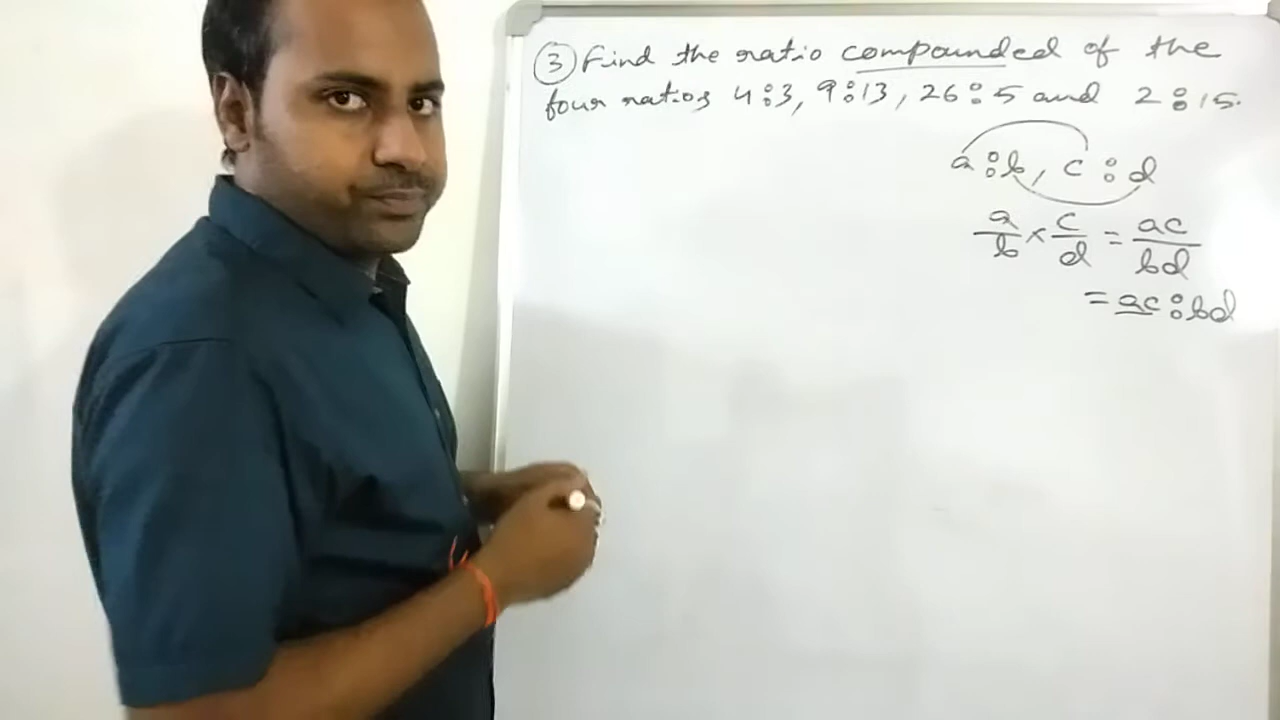 ③ Find the ratio compounded of the
four ratios 4:3, 9:13, 26:5 and 2:15.
a:b, c:d
a/b × c/d = ac/bd
= ac:bd